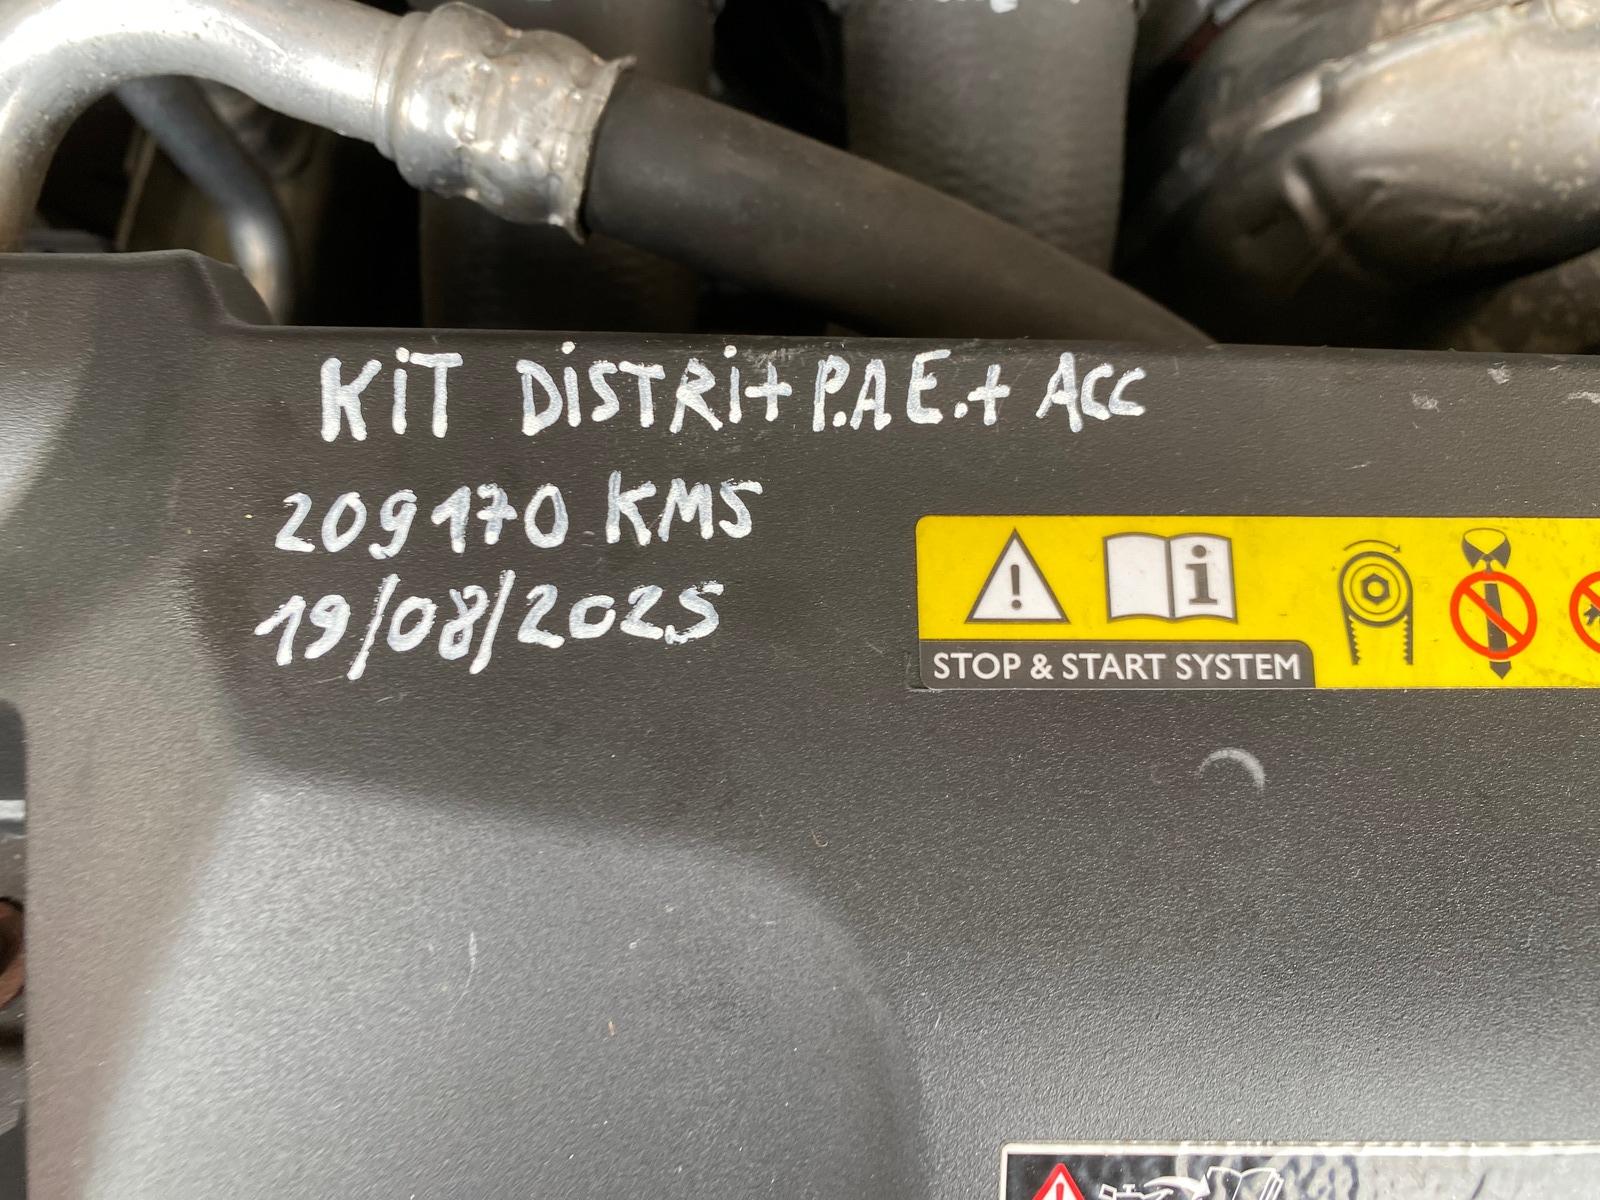 KiT DiSTRi+ P.A.E.+ ACC
209170 KMS
19/08/2025
STOP & START SYSTEM